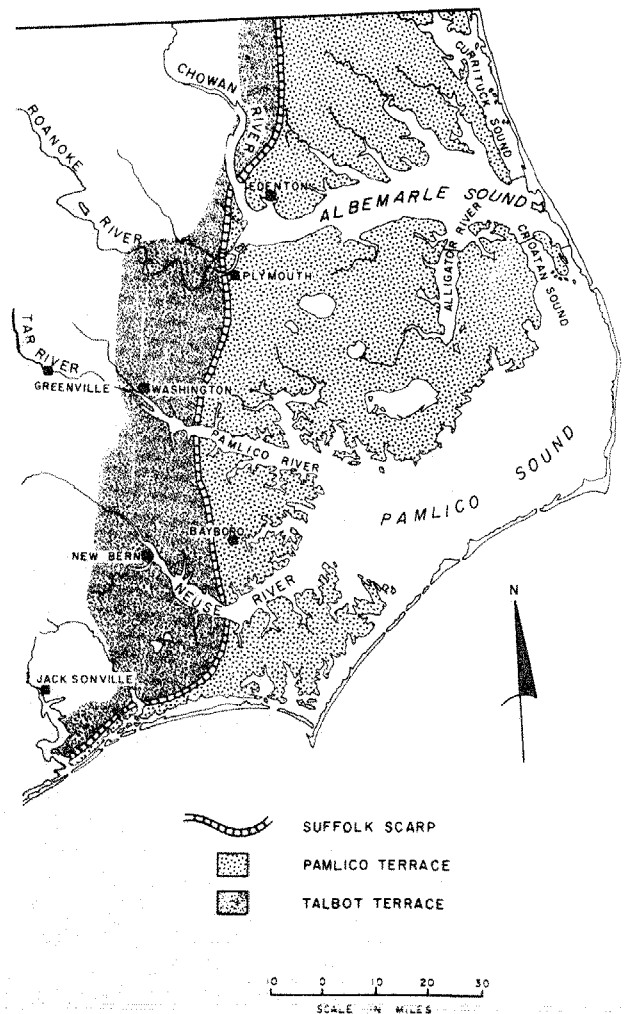 CHOWAN
RIVER
CURRITUCK SOUND
ROANOKE
RIVER
EDENTON
ALBEMARLE SOUND
ALLIGATOR RIVER
CROATAN SOUND
PLYMOUTH
TAR
RIVER
GREENVILLE
WASHINGTON
PAMLICO RIVER
PAMLICO SOUND
BAYBORO
NEW BERN
NEUSE RIVER
N
JACKSONVILLE
SUFFOLK SCARP
PAMLICO TERRACE
TALBOT TERRACE
10 0 10 20 30
SCALE IN MILES